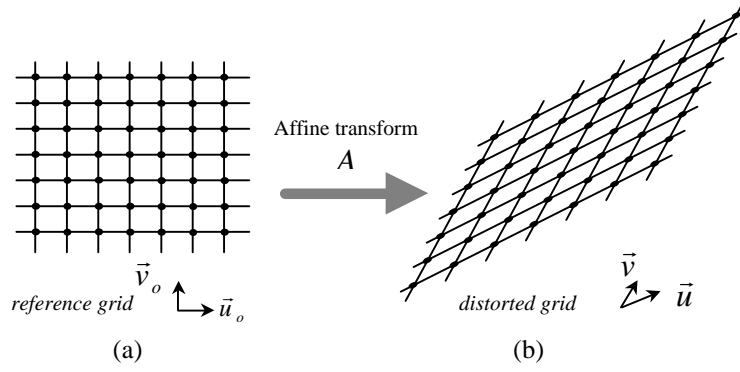 Affine transform
A
reference grid
v⃗ₒ
u⃗ₒ
distorted grid
v⃗
u⃗
(a)
(b)